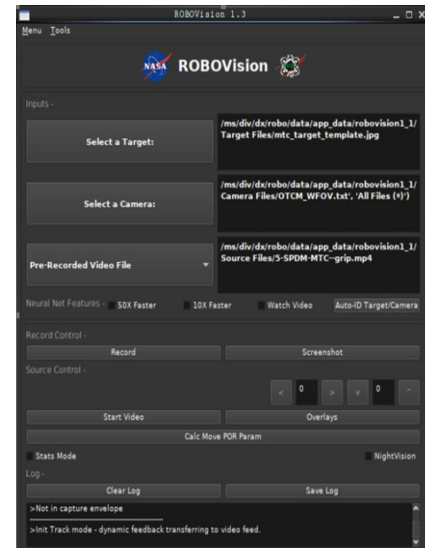 ROBOVision 1.3
Menu Tools
NASA ROBOVision
Inputs -
Select a Target:
/ms/div/dx/robo/data/app_data/robovision1_1/
Target Files/mtc_target_template.jpg
Select a Camera:
/ms/div/dx/robo/data/app_data/robovision1_1/
Camera Files/OTCM_WFOV.txt', 'All Files (*)')
Pre-Recorded Video File
/ms/div/dx/robo/data/app_data/robovision1_1/
Source Files/5-SPDM-MTC--grip.mp4
Neural Net Features - 50X Faster 10X Faster Watch Video Auto-ID Target/Camera
Record Control -
Record Screenshot
Source Control -
< 0 > v 0 ^
Start Video Overlays
Calc Move POR Param
Stats Mode NightVision
Log -
Clear Log Save Log
>Not in capture envelope
>Init Track mode - dynamic feedback transferring to video feed.